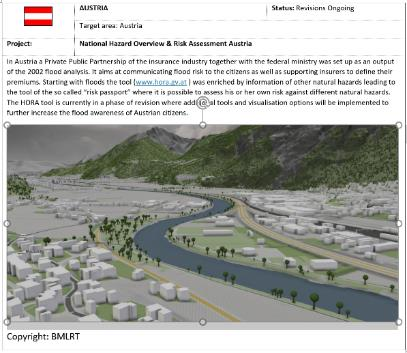 AUSTRIA
Status: Revisions Ongoing
Target area: Austria
Project:
National Hazard Overview & Risk Assessment Austria
In Austria a Private Public Partnership of the insurance industry together with the federal ministry was set up as an output
of the 2002 flood analysis. It aims at communicating flood risk to the citizens as well as supporting insurers to define their
premiums. Starting with floods the tool (www.hora.gv.at ) was enriched by information of other natural hazards leading to
the tool of the so called "risk passport" where it is possible to assess his or her own risk against different natural hazards.
The HORA tool is currently in a phase of revision where tools and visualisation options will be implemented to
further increase the flood awareness of Austrian citizens.
Copyright: BMLRT